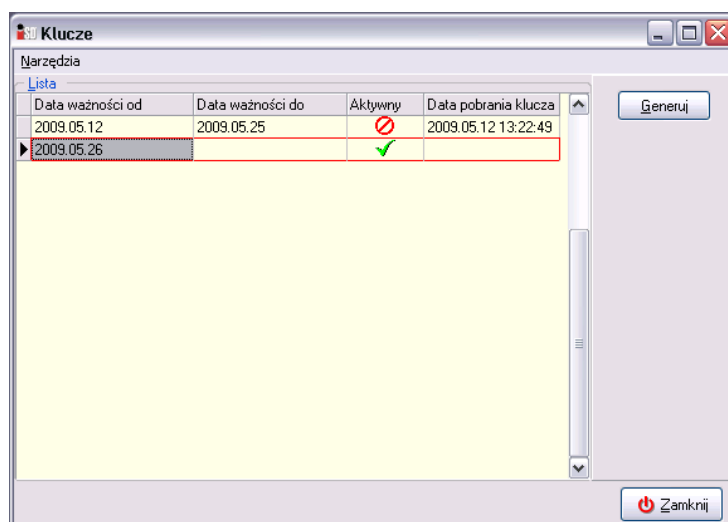 Klucze
Narzędzia
Lista
Data ważności od Data ważności do Aktywny Data pobrania klucza
2009.05.12 2009.05.25 2009.05.12 13:22:49
2009.05.26
Generuj
Zamknij